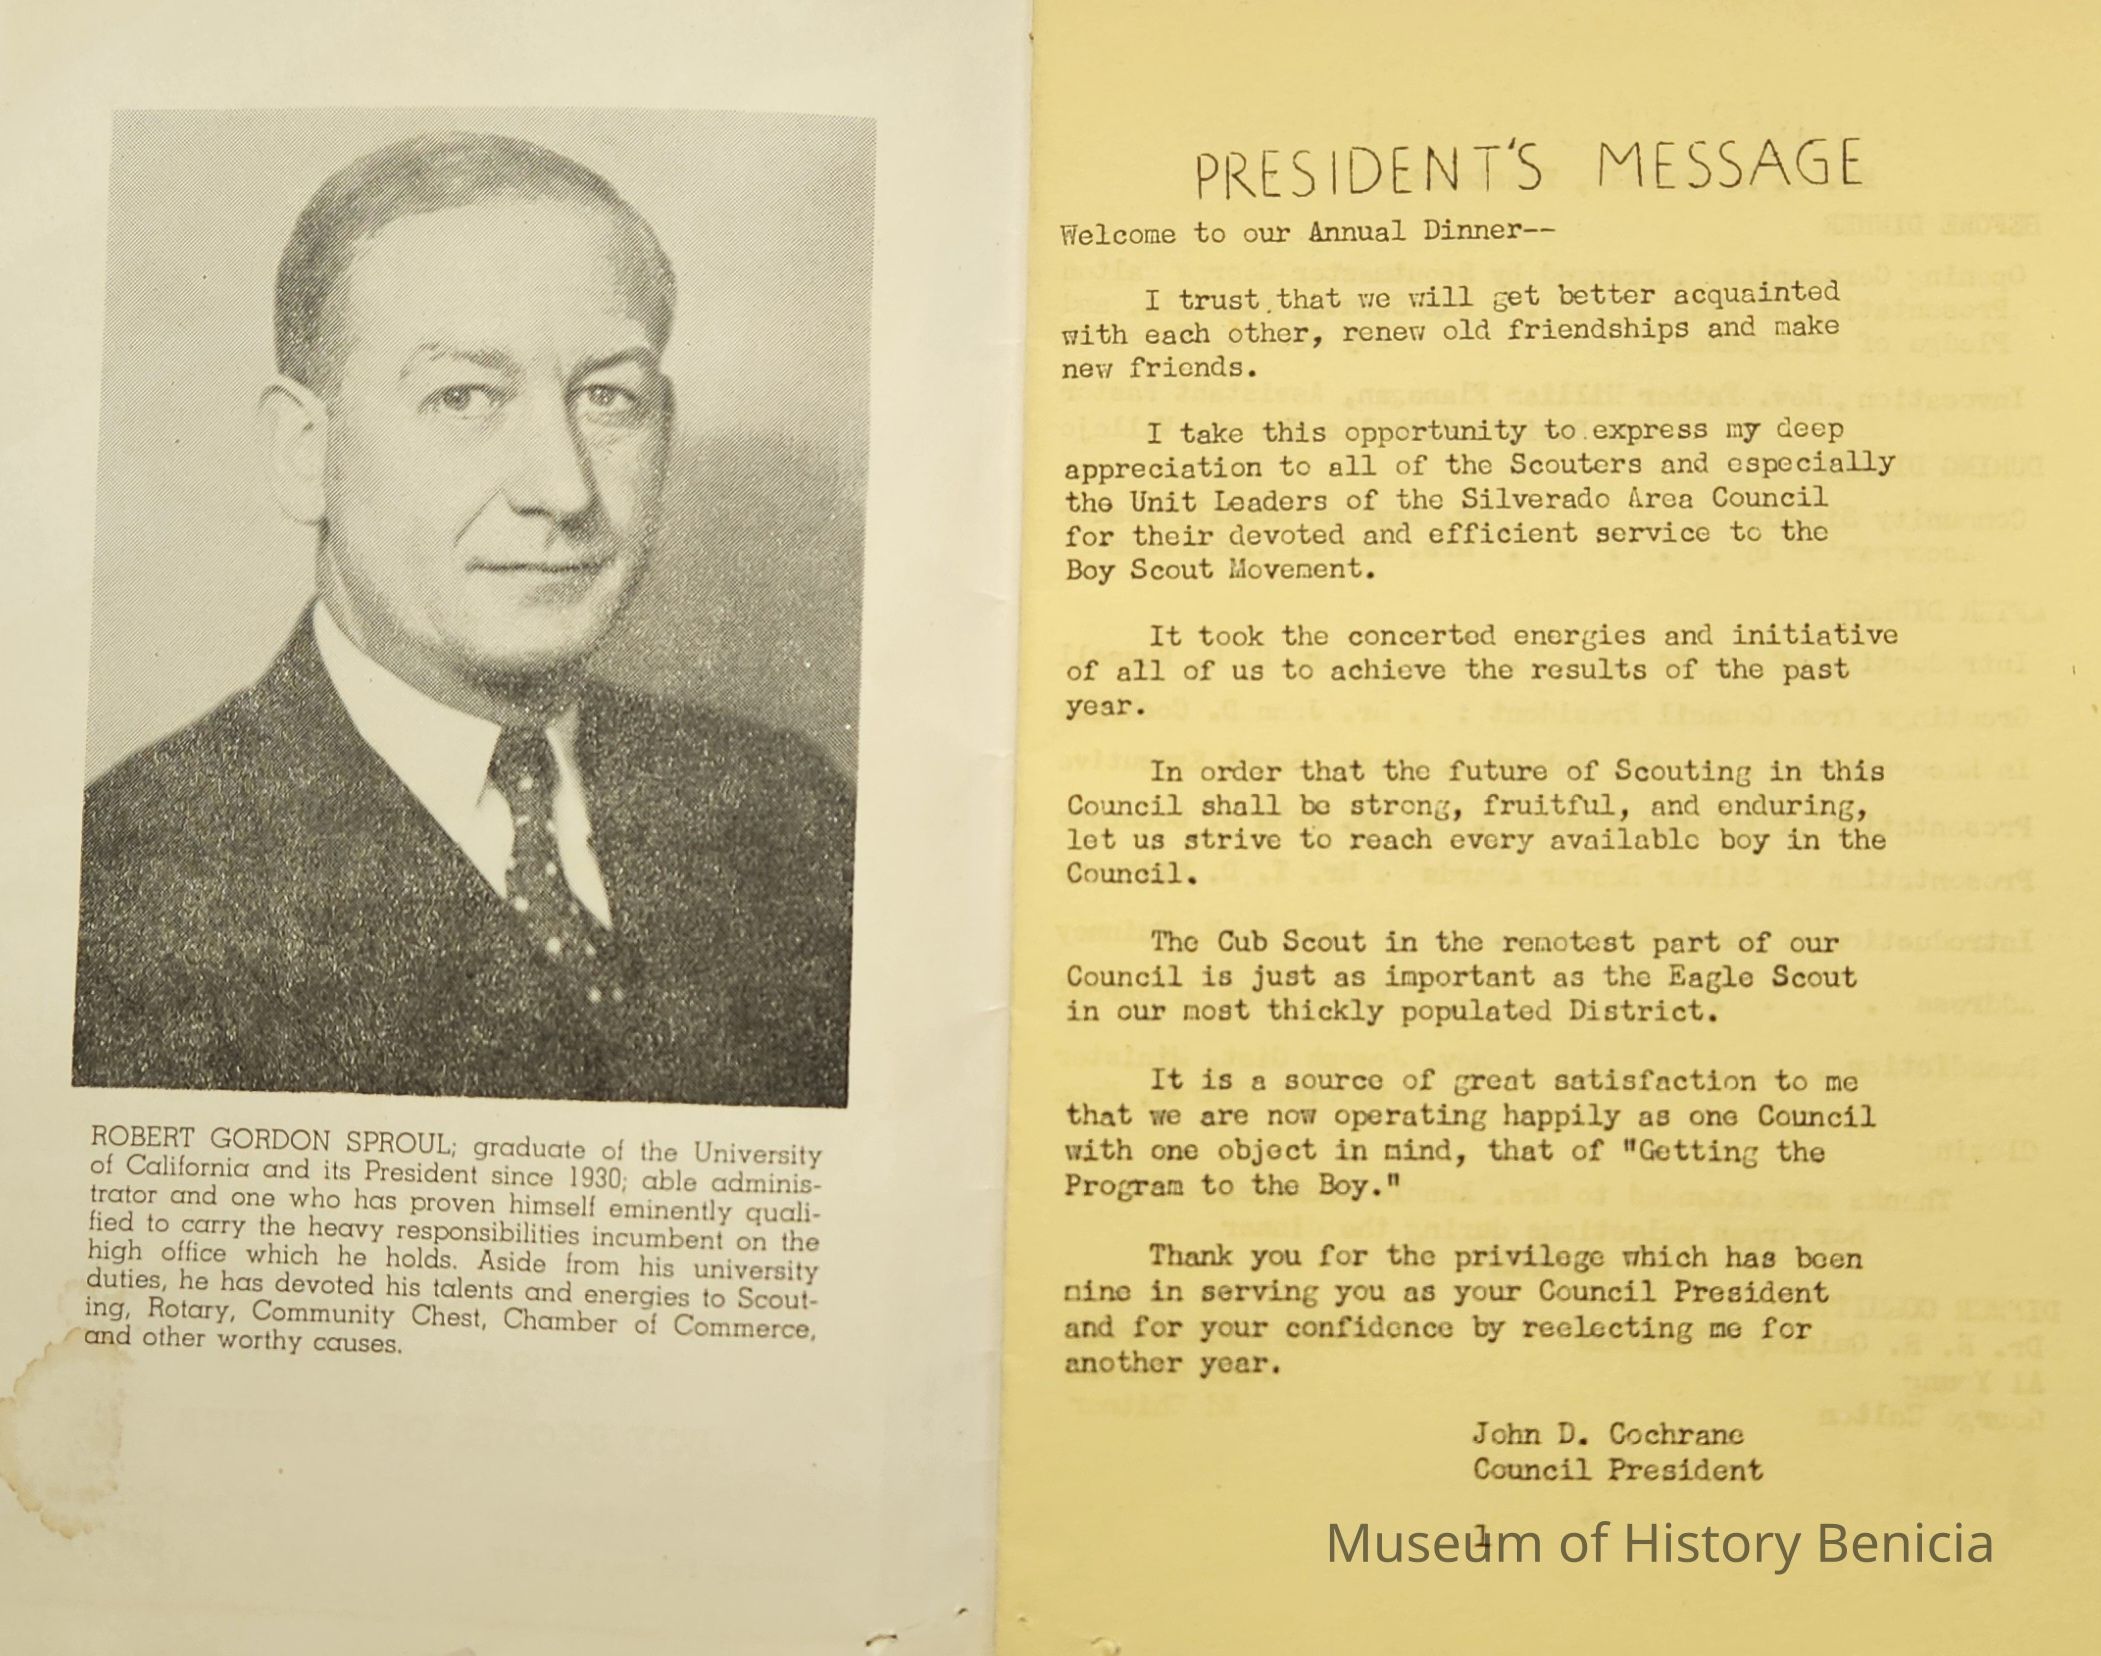 ROBERT GORDON SPROUL; graduate of the University
of California and its President since 1930; able adminis-
trator and one who has proven himself eminently quali-
fied to carry the heavy responsibilities incumbent on the
high office which he holds. Aside from his university
duties, he has devoted his talents and energies to Scout-
ing, Rotary, Community Chest, Chamber of Commerce,
and other worthy causes.
PRESIDENT'S MESSAGE
Welcome to our Annual Dinner--
I trust that we will get better acquainted
with each other, renew old friendships and make
new friends.
I take this opportunity to express my deep
appreciation to all of the Scouters and especially
the Unit Leaders of the Silverado Area Council
for their devoted and efficient service to the
Boy Scout Movement.
It took the concerted energies and initiative
of all of us to achieve the results of the past
year.
In order that the future of Scouting in this
Council shall be strong, fruitful, and enduring,
let us strive to reach every available boy in the
Council.
The Cub Scout in the remotest part of our
Council is just as important as the Eagle Scout
in our most thickly populated District.
It is a source of great satisfaction to me
that we are now operating happily as one Council
with one object in mind, that of "Getting the
Program to the Boy."
Thank you for the privilege which has been
mine in serving you as your Council President
and for your confidence by reelecting me for
another year.
John D. Cochrane
Council President
1
Museum of History Benicia